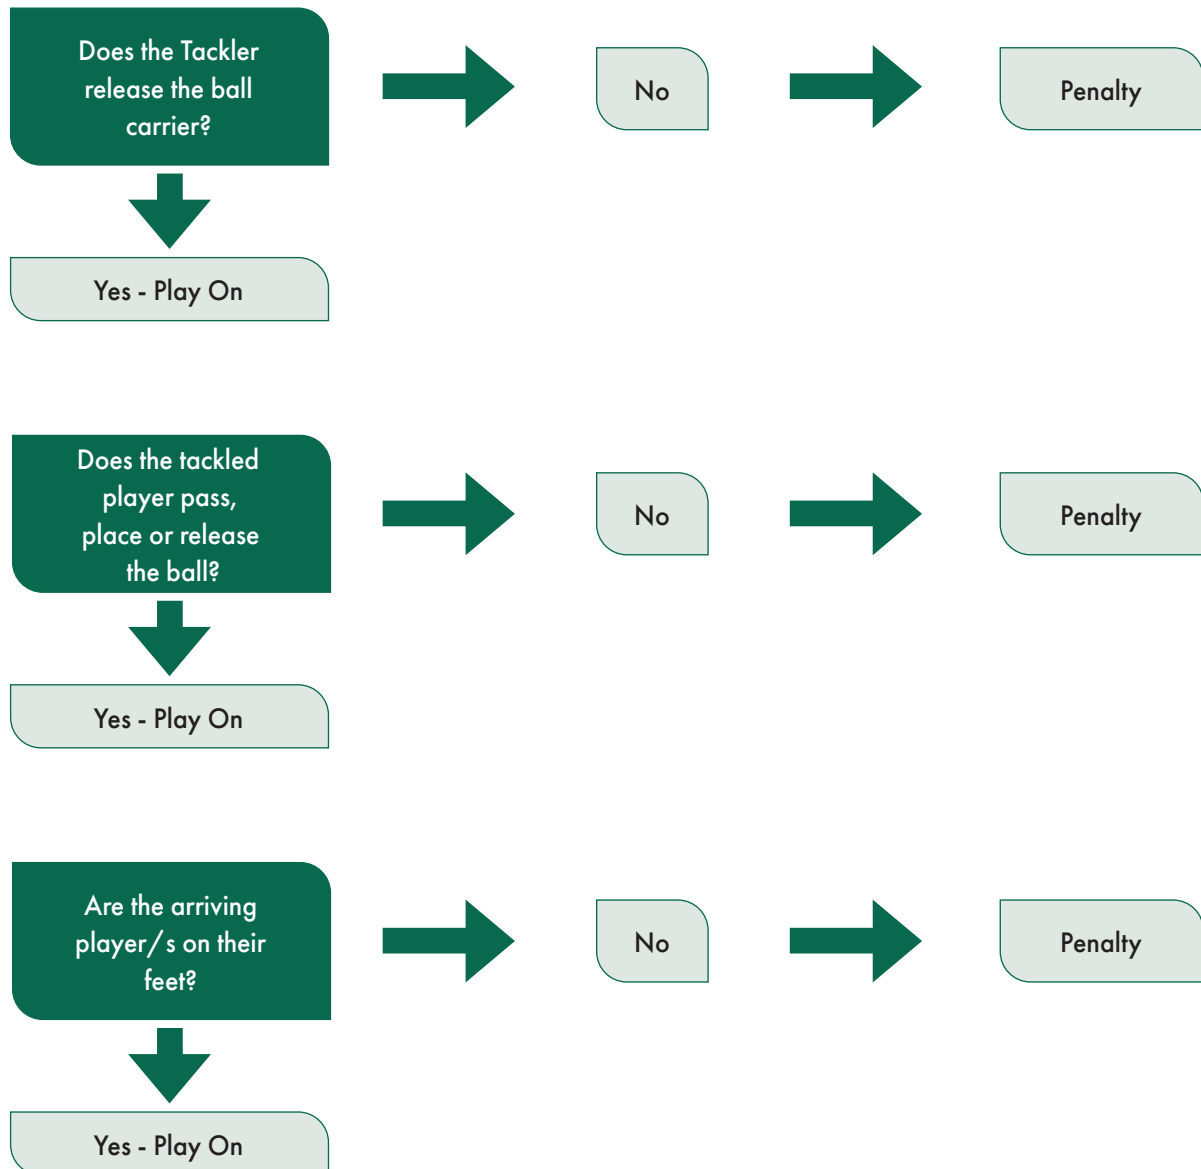 Does the Tackler
release the ball
carrier?
No
Penalty
Yes - Play On
Does the tackled
player pass,
place or release
the ball?
No
Penalty
Yes - Play On
Are the arriving
player/s on their
feet?
No
Penalty
Yes - Play On